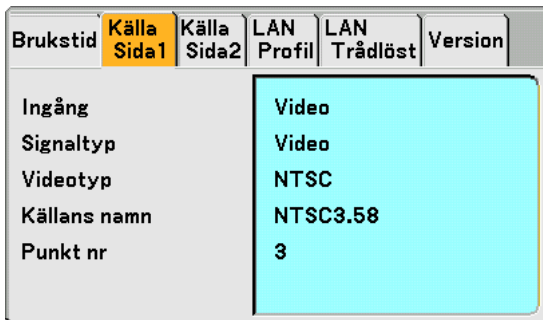 Brukstid
Källa
Sida1
Källa
Sida2
LAN
Profil
LAN
Trådlöst
Version
Ingång Video
Signaltyp Video
Videotyp NTSC
Källans namn NTSC3.58
Punkt nr 3